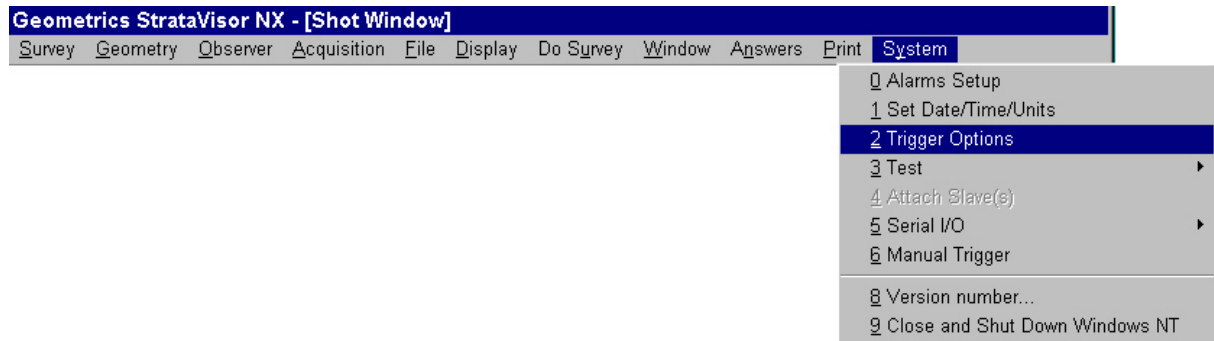 Geometrics StrataVisor NX - [Shot Window]
Survey Geometry Observer Acquisition File Display Do Survey Window Answers Print System
0 Alarms Setup
1 Set Date/Time/Units
2 Trigger Options
3 Test
4 Attach Slave(s)
5 Serial I/O
6 Manual Trigger
8 Version number...
9 Close and Shut Down Windows NT